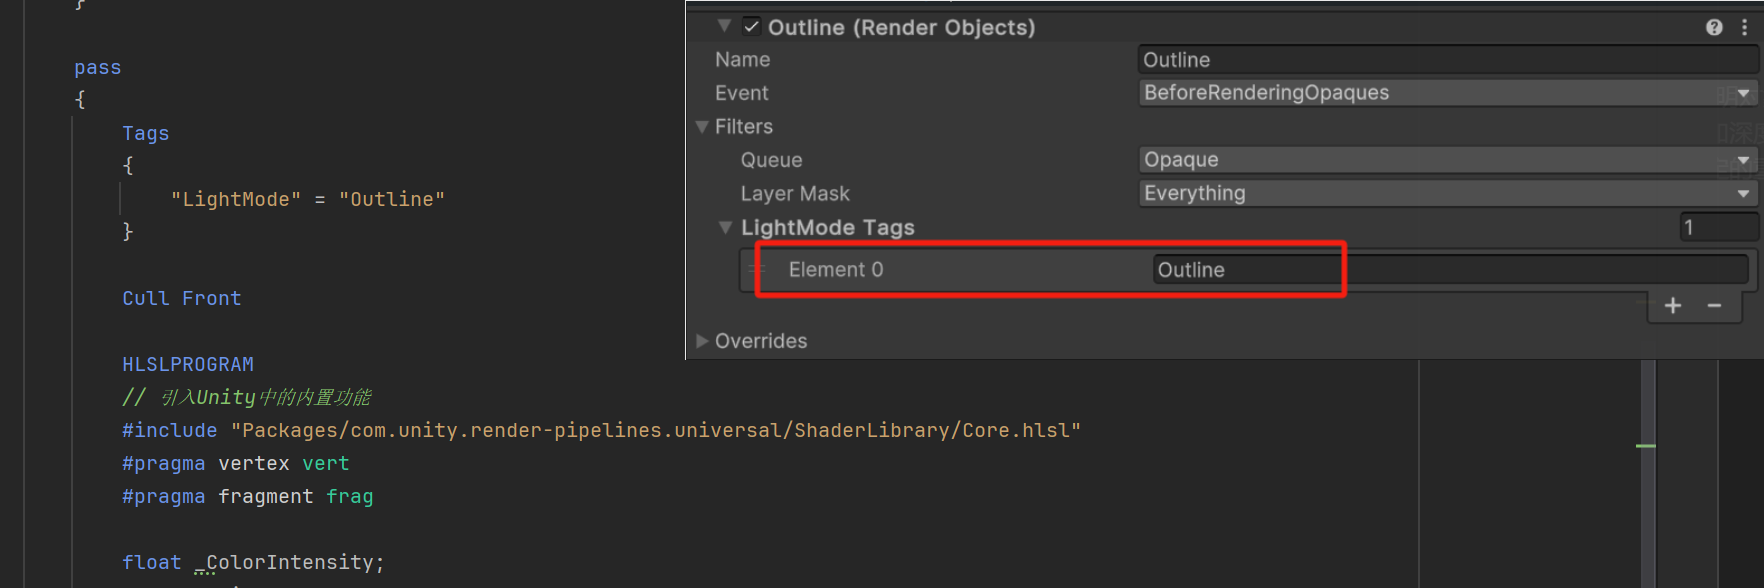 }
pass
{
Tags
{
"LightMode" = "Outline"
}
Cull Front
HLSLPROGRAM
// 引入Unity中的内置功能
#include "Packages/com.unity.render-pipelines.universal/ShaderLibrary/Core.hlsl"
#pragma vertex vert
#pragma fragment frag
float _ColorIntensity;
Outline (Render Objects)
Name Outline
Event BeforeRenderingOpaques
Filters
Queue Opaque
Layer Mask Everything
LightMode Tags 1
Element 0 Outline
+ −
Overrides